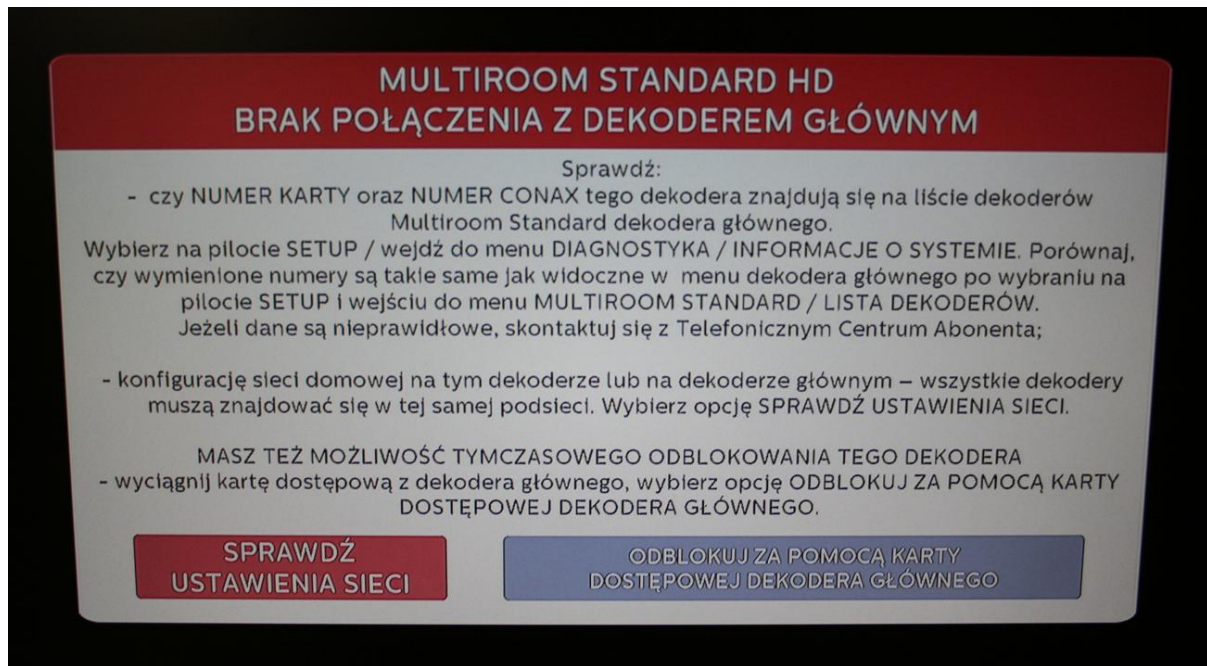 MULTIROOM STANDARD HD
BRAK POŁĄCZENIA Z DEKODEREM GŁÓWNYM
Sprawdź:
- czy NUMER KARTY oraz NUMER CONAX tego dekodera znajdują się na liście dekoderów
Multiroom Standard dekodera głównego.
Wybierz na pilocie SETUP / wejdź do menu DIAGNOSTYKA / INFORMACJE O SYSTEMIE. Porównaj,
czy wymienione numery są takie same jak widoczne w menu dekodera głównego po wybraniu na
pilocie SETUP i wejściu do menu MULTIROOM STANDARD / LISTA DEKODERÓW.
Jeżeli dane są nieprawidłowe, skontaktuj się z Telefonicznym Centrum Abonenta;
- konfigurację sieci domowej na tym dekoderze lub na dekoderze głównym – wszystkie dekodery
muszą znajdować się w tej samej podsieci. Wybierz opcję SPRAWDŹ USTAWIENIA SIECI.
MASZ TEŻ MOŻLIWOŚĆ TYMCZASOWEGO ODBLOKOWANIA TEGO DEKODERA
- wyciągnij kartę dostępową z dekodera głównego, wybierz opcję ODBLOKUJ ZA POMOCĄ KARTY
DOSTĘPOWEJ DEKODERA GŁÓWNEGO.
SPRAWDŹ
USTAWIENIA SIECI
ODBLOKUJ ZA POMOCĄ KARTY
DOSTĘPOWEJ DEKODERA GŁÓWNEGO